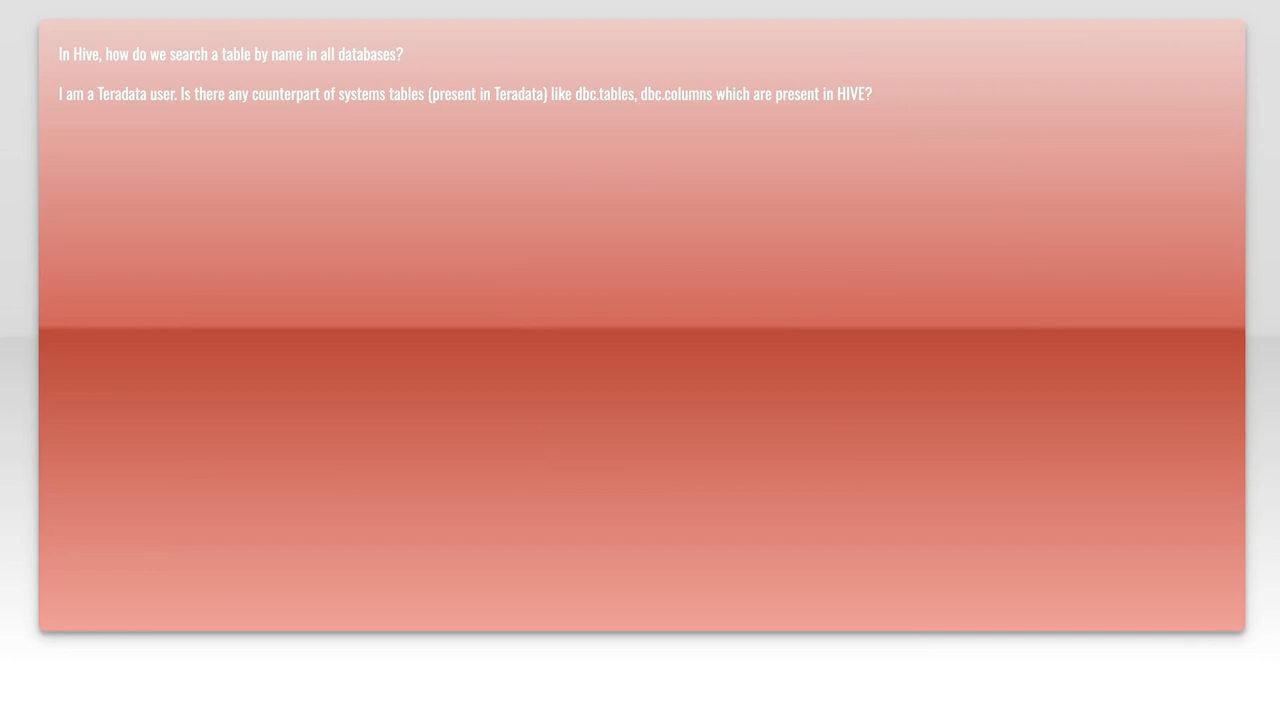 In Hive, how do we search a table by name in all databases?
I am a Teradata user. Is there any counterpart of systems tables (present in Teradata) like dbc.tables, dbc.columns which are present in HIVE?